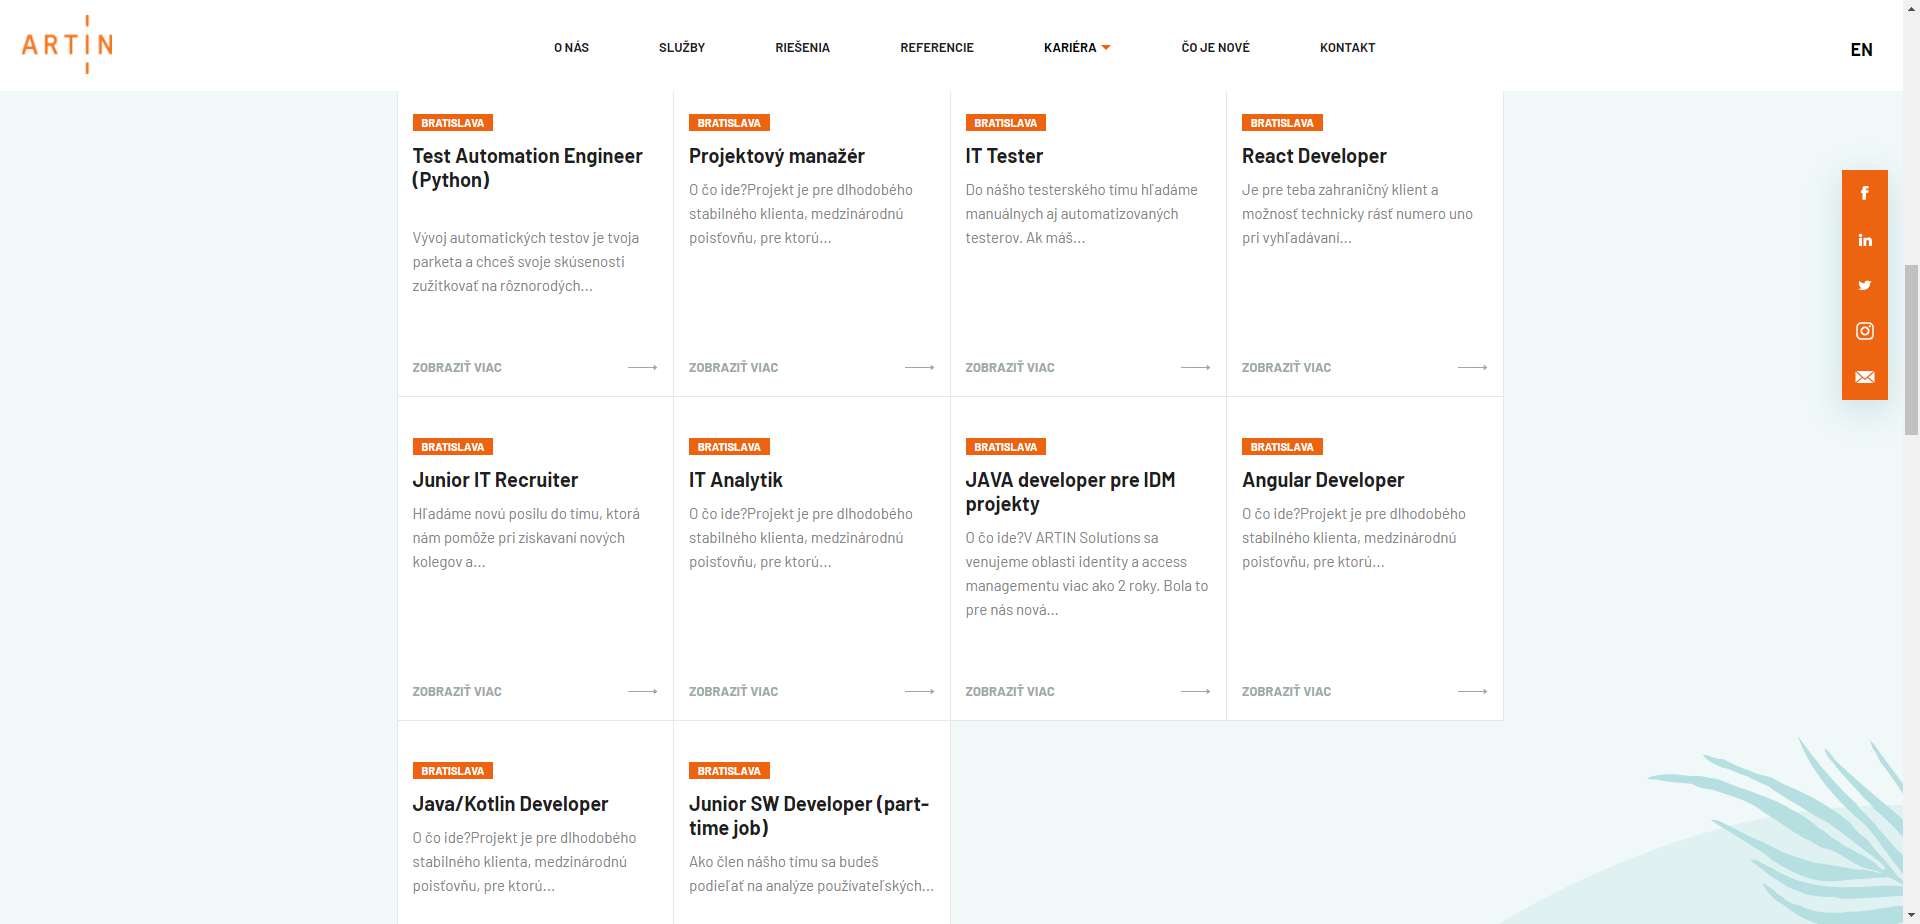 ARTIN
O NÁS
SLUŽBY
RIEŠENIA
REFERENCIE
KARIÉRA
ČO JE NOVÉ
KONTAKT
EN
BRATISLAVA
Test Automation Engineer
(Python)
Vývoj automatických testov je tvoja
parketa a chceš svoje skúsenosti
zužitkovať na rôznorodých...
ZOBRAZIŤ VIAC
BRATISLAVA
Projektový manažér
O čo ide?Projekt je pre dlhodobého
stabilného klienta, medzinárodnú
poisťovňu, pre ktorú...
ZOBRAZIŤ VIAC
BRATISLAVA
IT Tester
Do nášho testerského tímu hľadáme
manuálnych aj automatizovaných
testerov. Ak máš...
ZOBRAZIŤ VIAC
BRATISLAVA
React Developer
Je pre teba zahraničný klient a
možnosť technicky rásť numero uno
pri vyhľadávaní...
ZOBRAZIŤ VIAC
BRATISLAVA
Junior IT Recruiter
Hľadáme novú posilu do tímu, ktorá
nám pomôže pri získavaní nových
kolegov a...
ZOBRAZIŤ VIAC
BRATISLAVA
IT Analytik
O čo ide?Projekt je pre dlhodobého
stabilného klienta, medzinárodnú
poisťovňu, pre ktorú...
ZOBRAZIŤ VIAC
BRATISLAVA
JAVA developer pre IDM
projekty
O čo ide?V ARTIN Solutions sa
venujeme oblasti identity a access
managementu viac ako 2 roky. Bola to
pre nás nová...
ZOBRAZIŤ VIAC
BRATISLAVA
Angular Developer
O čo ide?Projekt je pre dlhodobého
stabilného klienta, medzinárodnú
poisťovňu, pre ktorú...
ZOBRAZIŤ VIAC
BRATISLAVA
Java/Kotlin Developer
O čo ide?Projekt je pre dlhodobého
stabilného klienta, medzinárodnú
poisťovňu, pre ktorú...
BRATISLAVA
Junior SW Developer (part-
time job)
Ako člen nášho tímu sa budeš
podieľať na analýze používateľských...